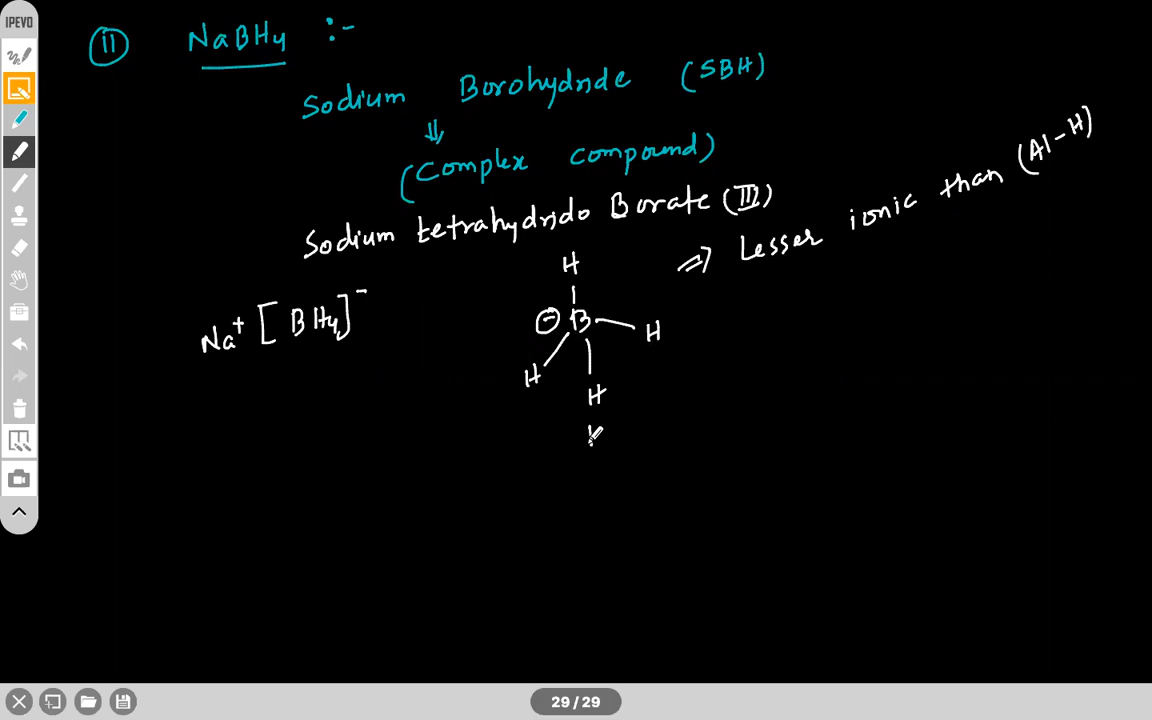 IPEVO
(11) NaBH4 :-
Sodium Borohydride (SBH)
⇓
(Complex compound)
Sodium tetrahydrido Borate (III)
⇒ Lesser ionic than (Al-H)
H
Na+ [BH4]-
⊖ B
H
H
H
29 / 29